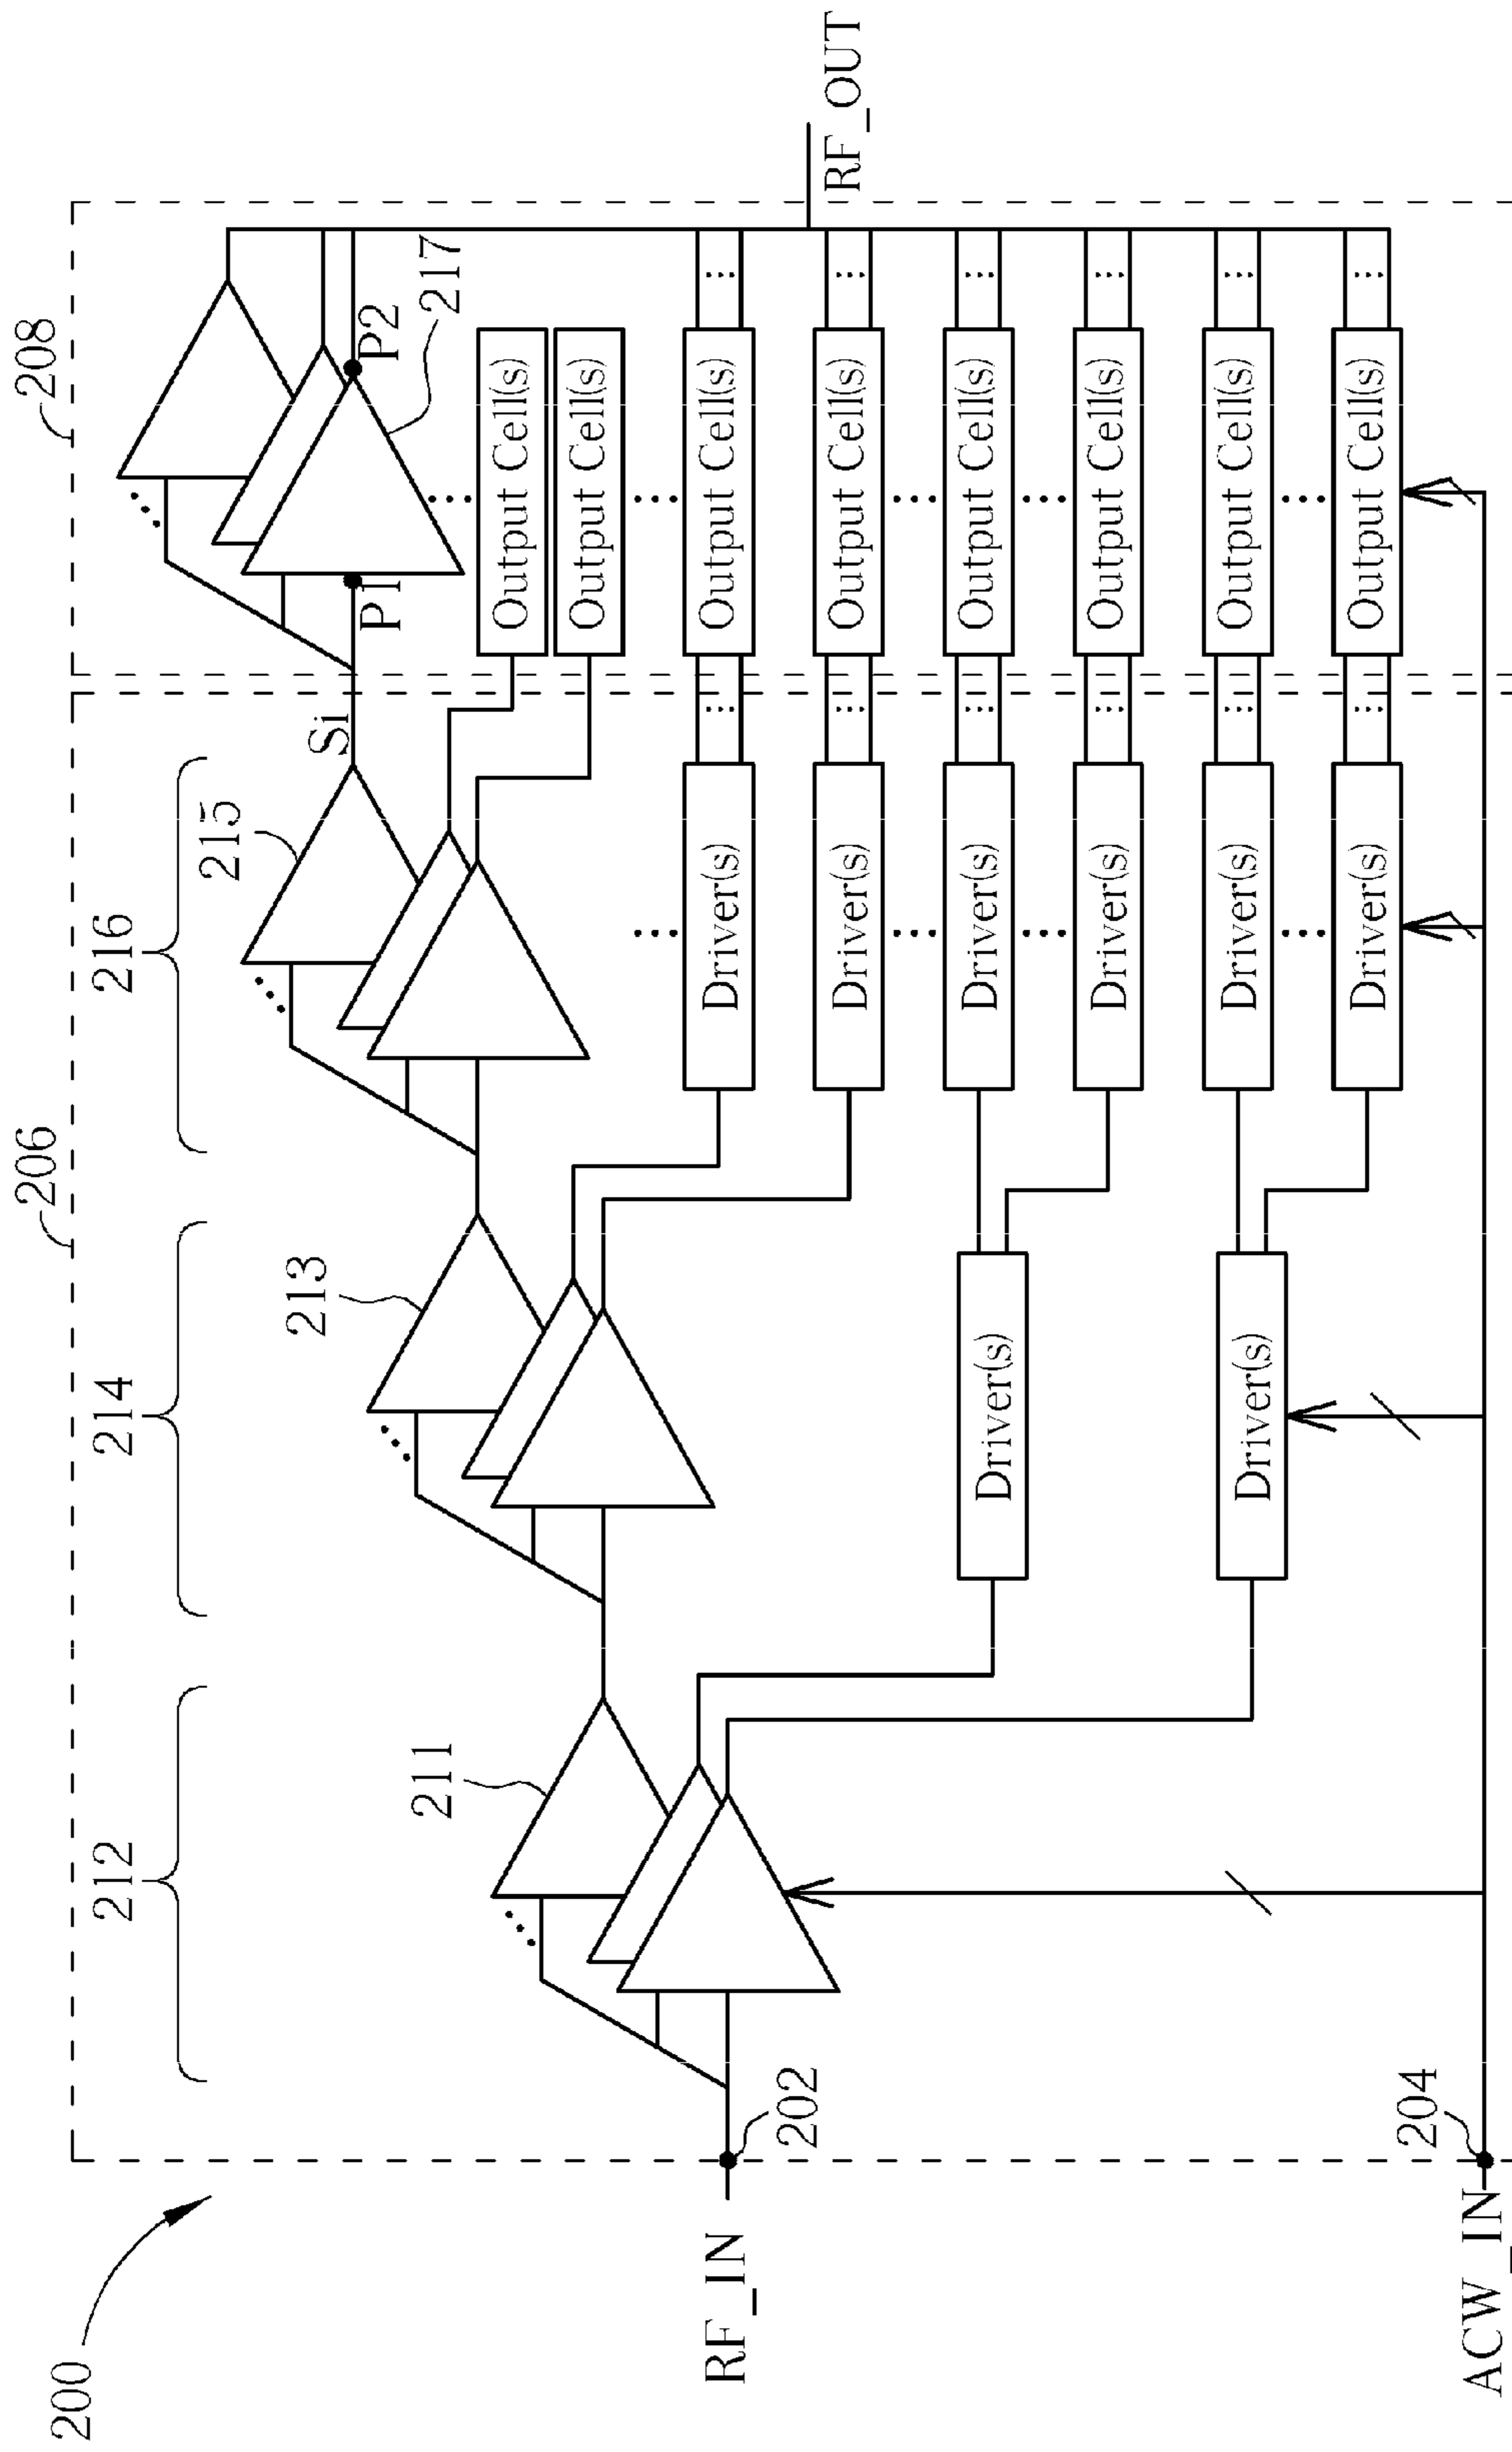 200
206
208
212
214
216
211
213
215
Si
P1
P2
217
Output Cell(s)
Output Cell(s)
RF_IN
202
RF_OUT
Driver(s)
Output Cell(s)
Driver(s)
Output Cell(s)
Driver(s)
Driver(s)
Output Cell(s)
Driver(s)
Output Cell(s)
Driver(s)
Driver(s)
Output Cell(s)
Driver(s)
Output Cell(s)
204
ACW_IN